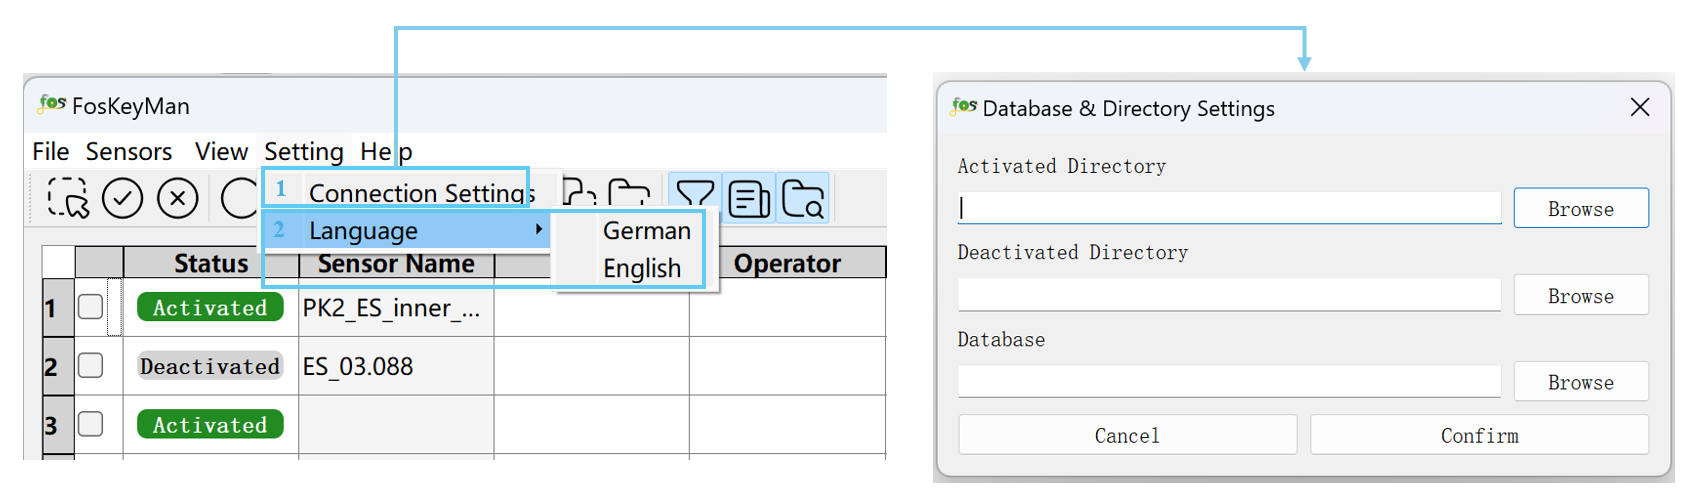 fos FosKeyMan
File Sensors View Setting Help
1 Connection Settings
2 Language
German
English
Status Sensor Name Operator
1 Activated PK2_ES_inner_...
2 Deactivated ES_03.088
3 Activated
fos Database & Directory Settings
Activated Directory
Browse
Deactivated Directory
Browse
Database
Browse
Cancel Confirm